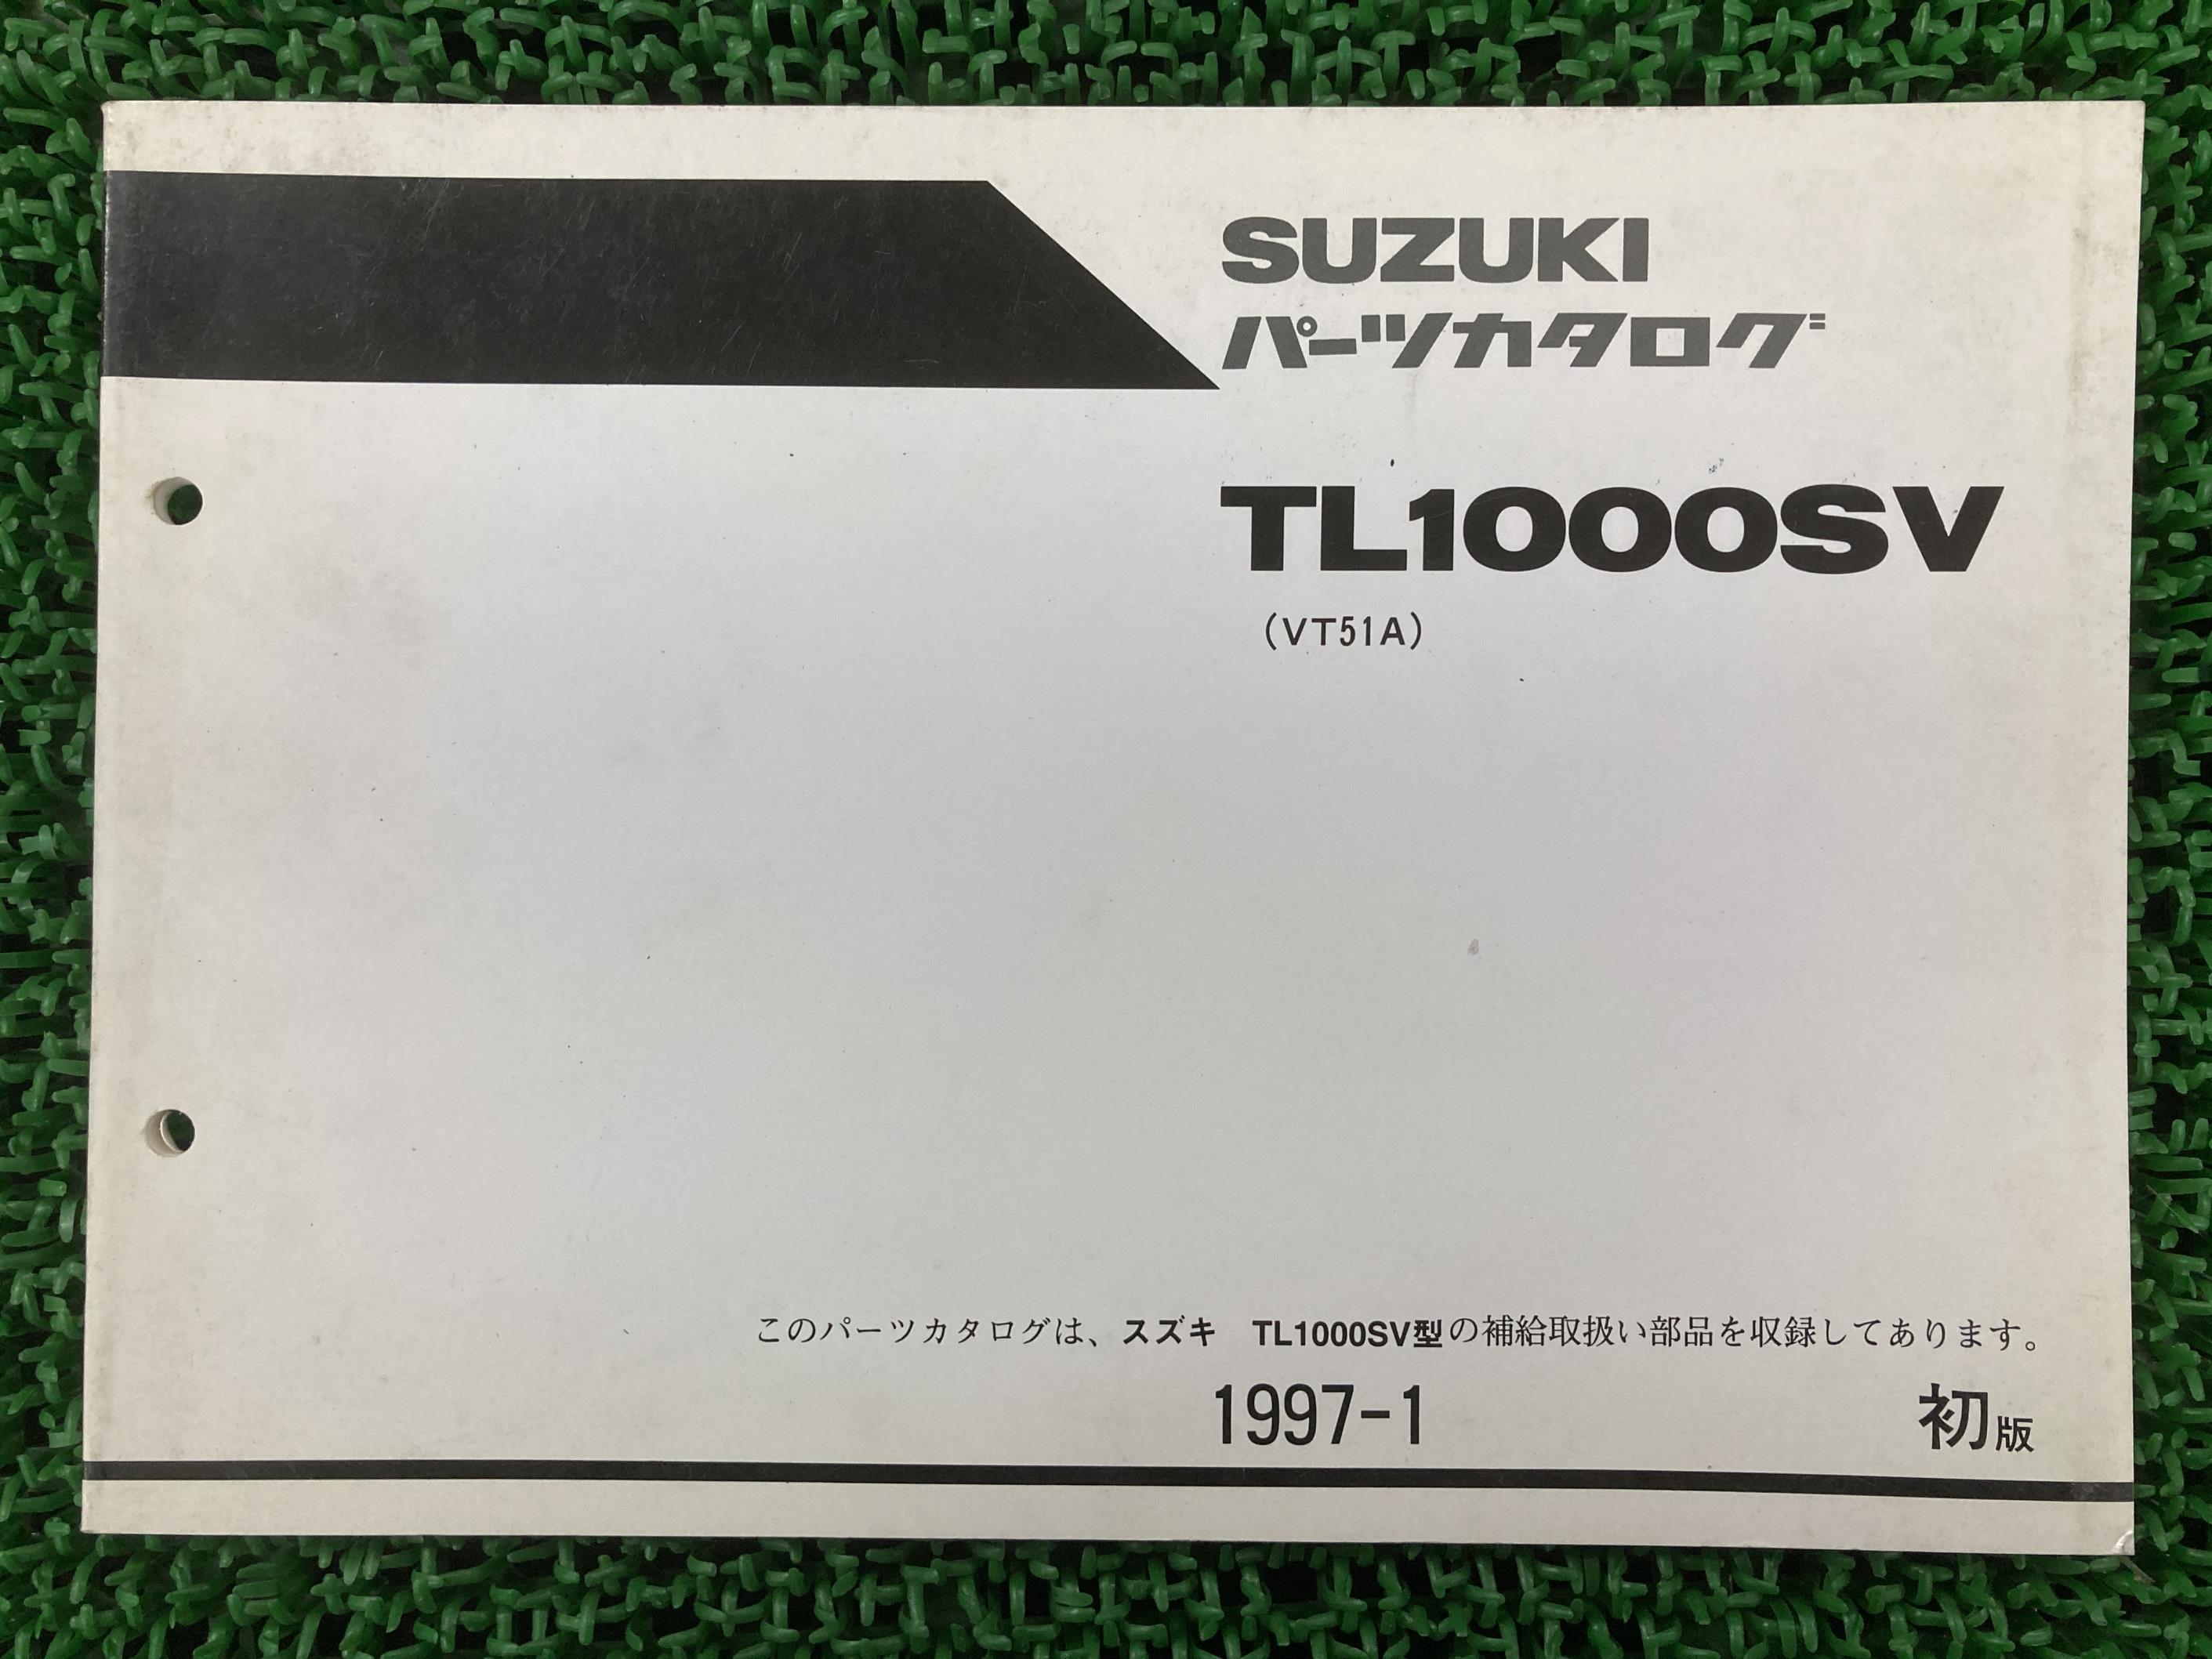 SUZUKI
パーツカタログ
TL1000SV
(VT51A)
このパーツカタログは、スズキ　TL1000SV型の補給取扱い部品を収録してあります。
1997-1　初版